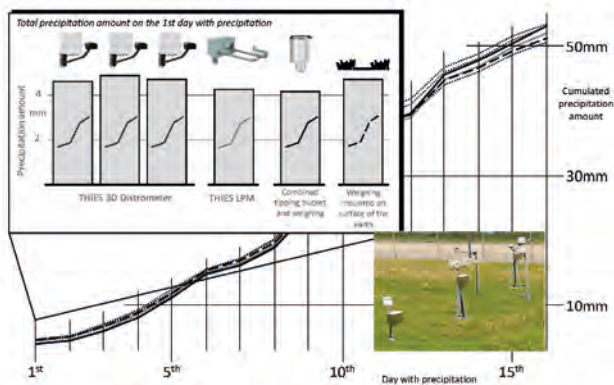 Total precipitation amount on the 1st day with precipitation
Precipitation amount
4
mm
2
THIES 3D Distrometer
THIES LPM
Combined
tipping bucket
and weighing
Weighing
mounted on
surface of the
earth
50mm
Cumulated
precipitation
amount
30mm
10mm
1st
5th
10th
15th
Day with precipitation